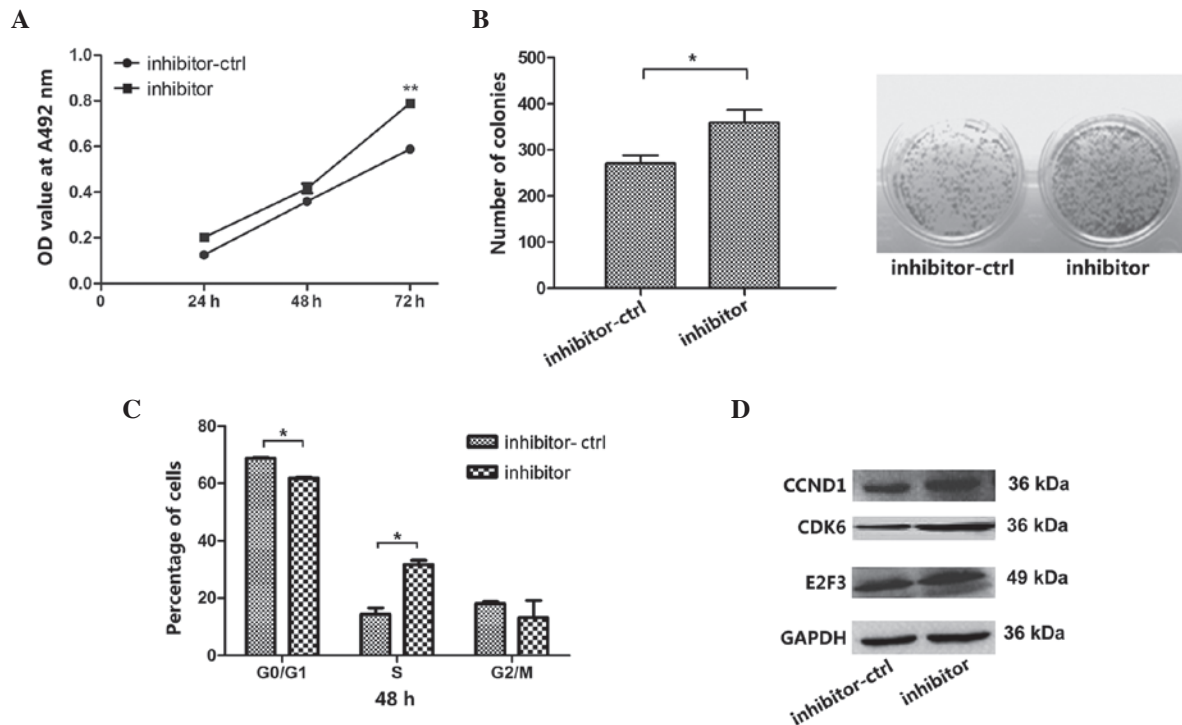 A
OD value at A492 nm
1.0
0.8
0.6
0.4
0.2
0.0
inhibitor-ctrl
inhibitor
**
0
24 h
48 h
72 h
B
Number of colonies
500
400
300
200
100
0
*
inhibitor-ctrl
inhibitor
inhibitor-ctrl
inhibitor
C
Percentage of cells
80
60
40
20
0
*
*
inhibitor- ctrl
inhibitor
G0/G1
S
G2/M
48 h
D
CCND1
36 kDa
CDK6
36 kDa
E2F3
49 kDa
GAPDH
36 kDa
inhibitor-ctrl
inhibitor